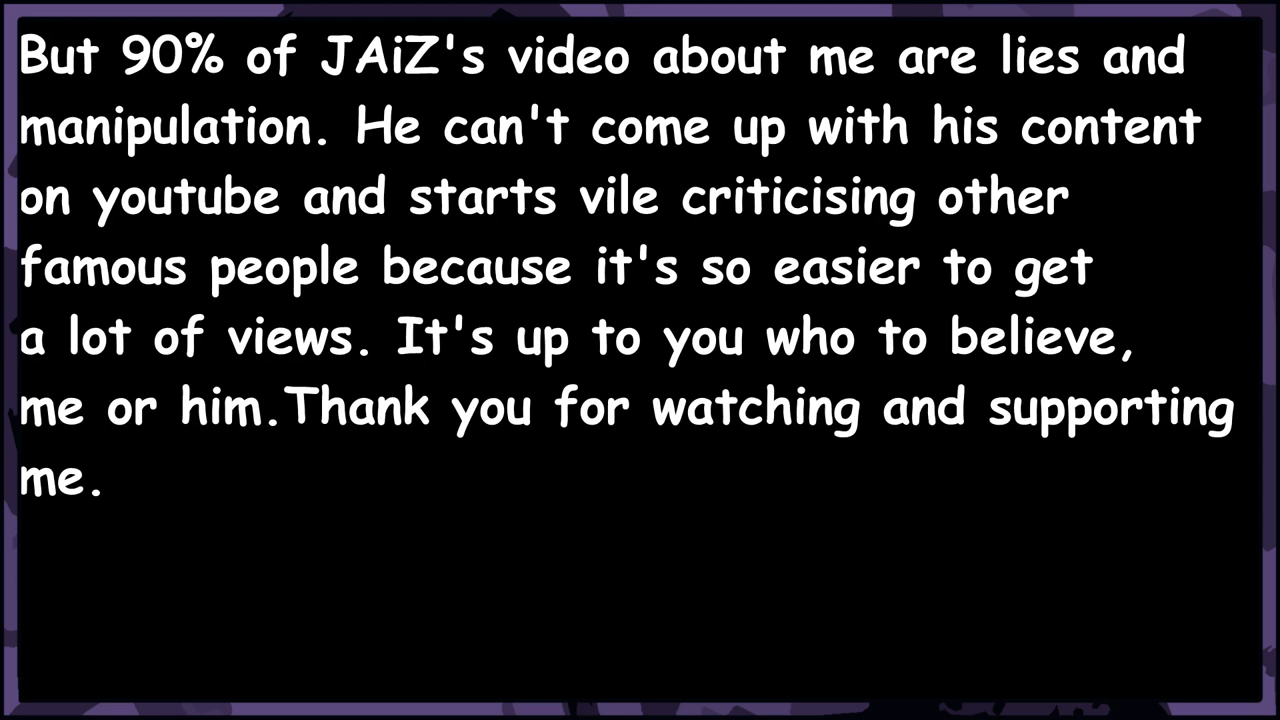 But 90% of JAiZ's video about me are lies and
manipulation. He can't come up with his content
on youtube and starts vile criticising other
famous people because it's so easier to get
a lot of views. It's up to you who to believe,
me or him.Thank you for watching and supporting
me.